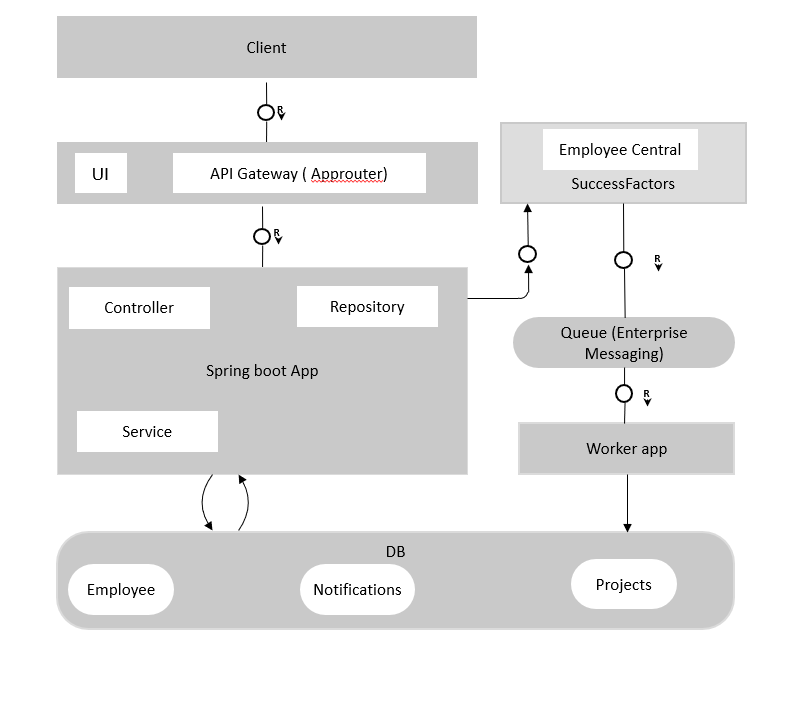 Client
R
UI
API Gateway ( Approuter)
Employee Central
SuccessFactors
R
R
Controller
Repository
Queue (Enterprise
Messaging)
Spring boot App
R
Service
Worker app
DB
Employee
Notifications
Projects